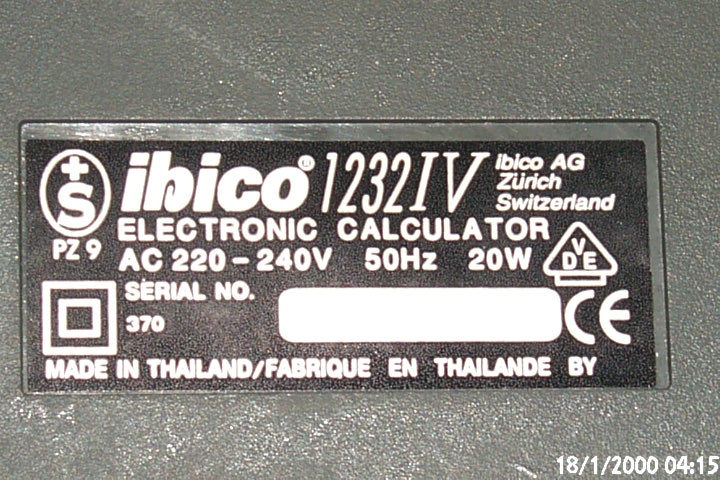 ibico® 1232IV
ibico AG
Zürich
Switzerland
+S
PZ 9
ELECTRONIC CALCULATOR
AC 220-240V 50Hz 20W
VDE
SERIAL NO.
370
CE
MADE IN THAILAND/FABRIQUE EN THAILANDE BY
18/1/2000 04:15